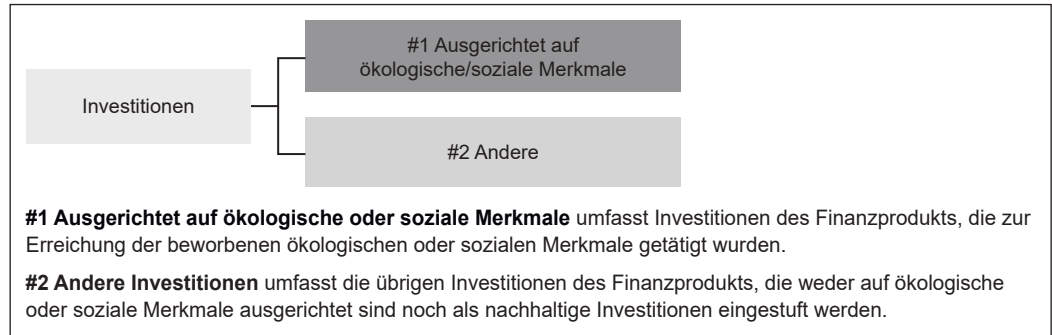 #1 Ausgerichtet auf
ökologische/soziale Merkmale
Investitionen
#2 Andere
#1 Ausgerichtet auf ökologische oder soziale Merkmale umfasst Investitionen des Finanzprodukts, die zur
Erreichung der beworbenen ökologischen oder sozialen Merkmale getätigt wurden.
#2 Andere Investitionen umfasst die übrigen Investitionen des Finanzprodukts, die weder auf ökologische
oder soziale Merkmale ausgerichtet sind noch als nachhaltige Investitionen eingestuft werden.